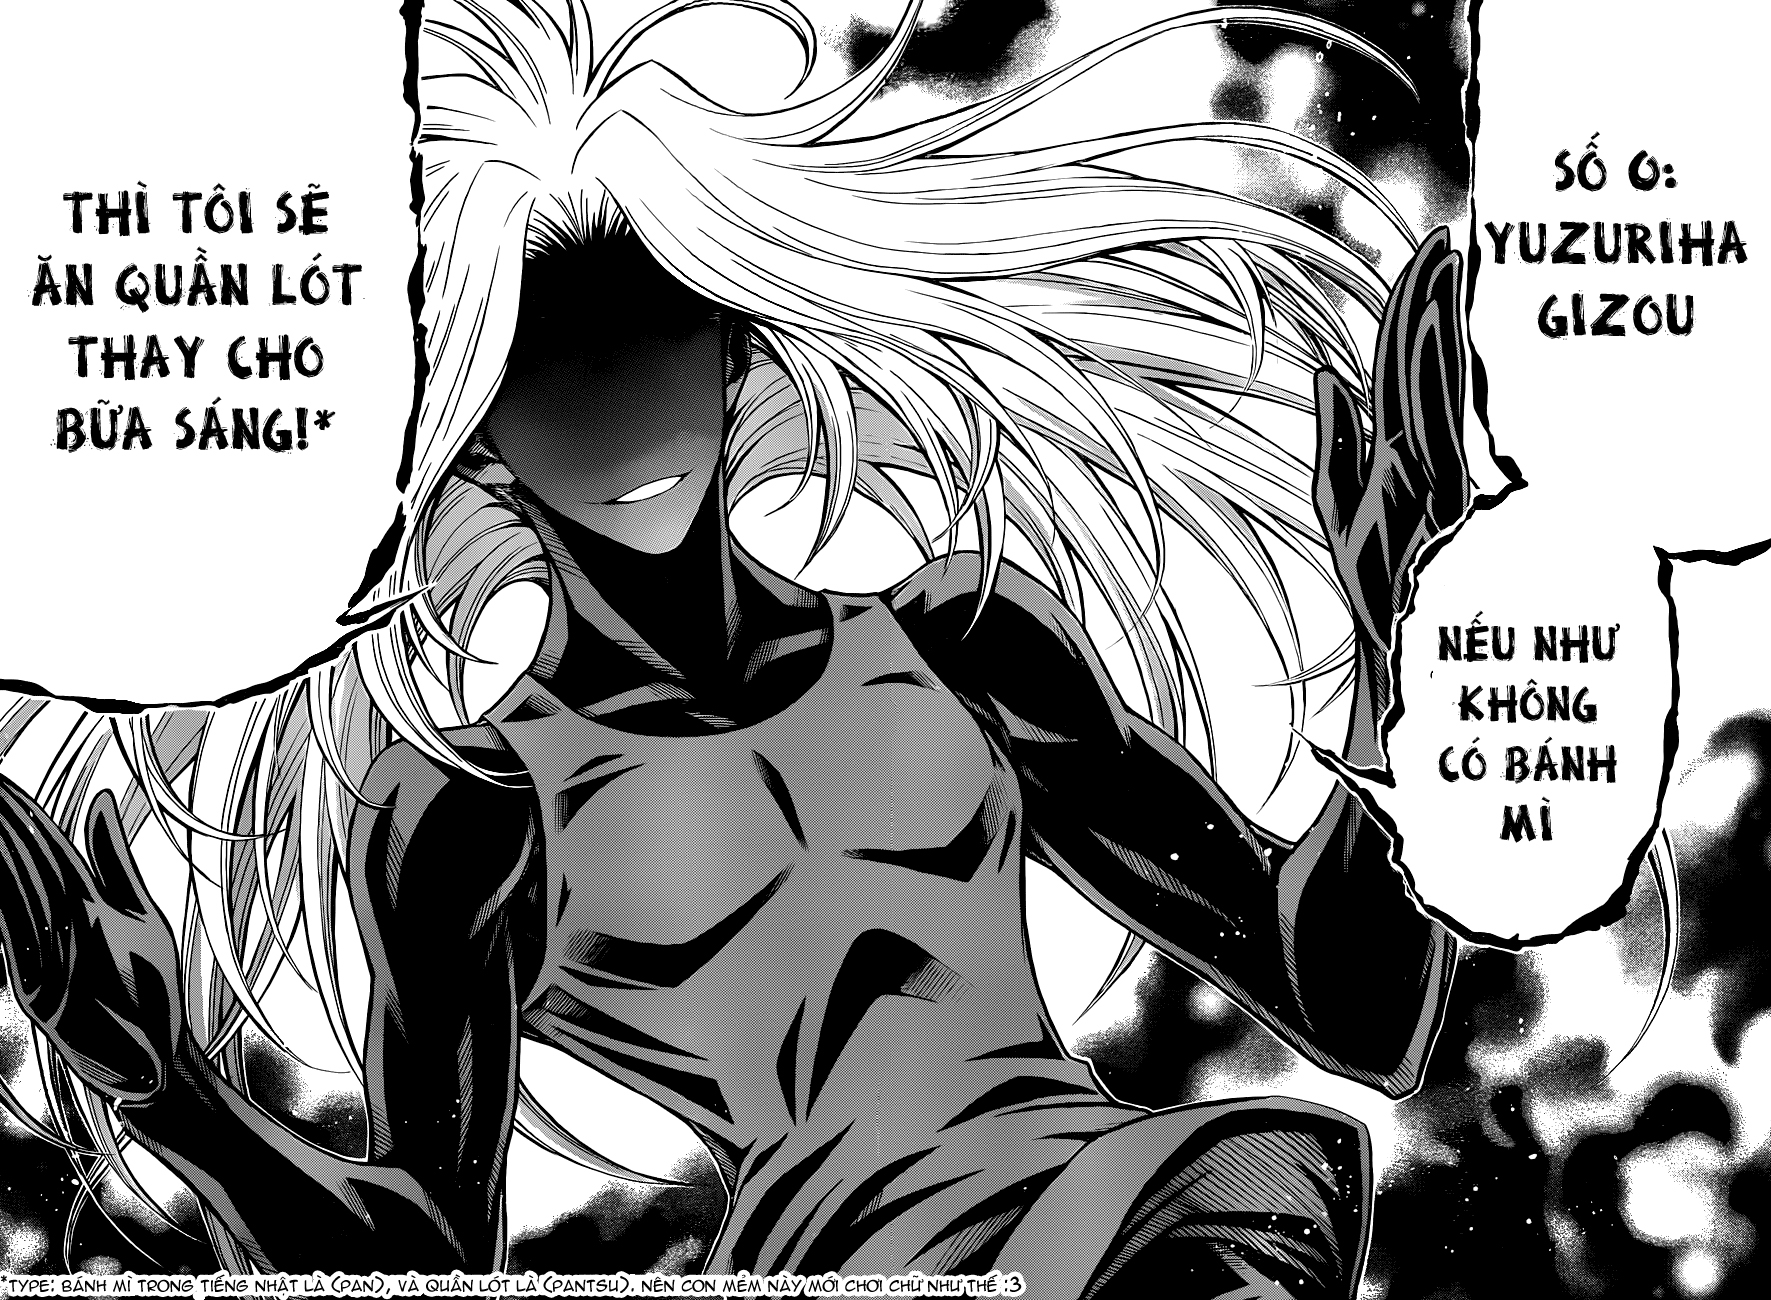 SỐ 0:
YUZURIHA
GIZOU
NẾU NHƯ
KHÔNG
CÓ BÁNH
MÌ
THÌ TÔI SẼ
ĂN QUẦN LÓT
THAY CHO
BỮA SÁNG!*
*TYPE: BÁNH MÌ TRONG TIẾNG NHẬT LÀ (PAN), VÀ QUẦN LÓT LÀ (PANTSU). NÊN CON MẺM NÀY MỚI CHƠI CHỮ NHƯ THẾ :3